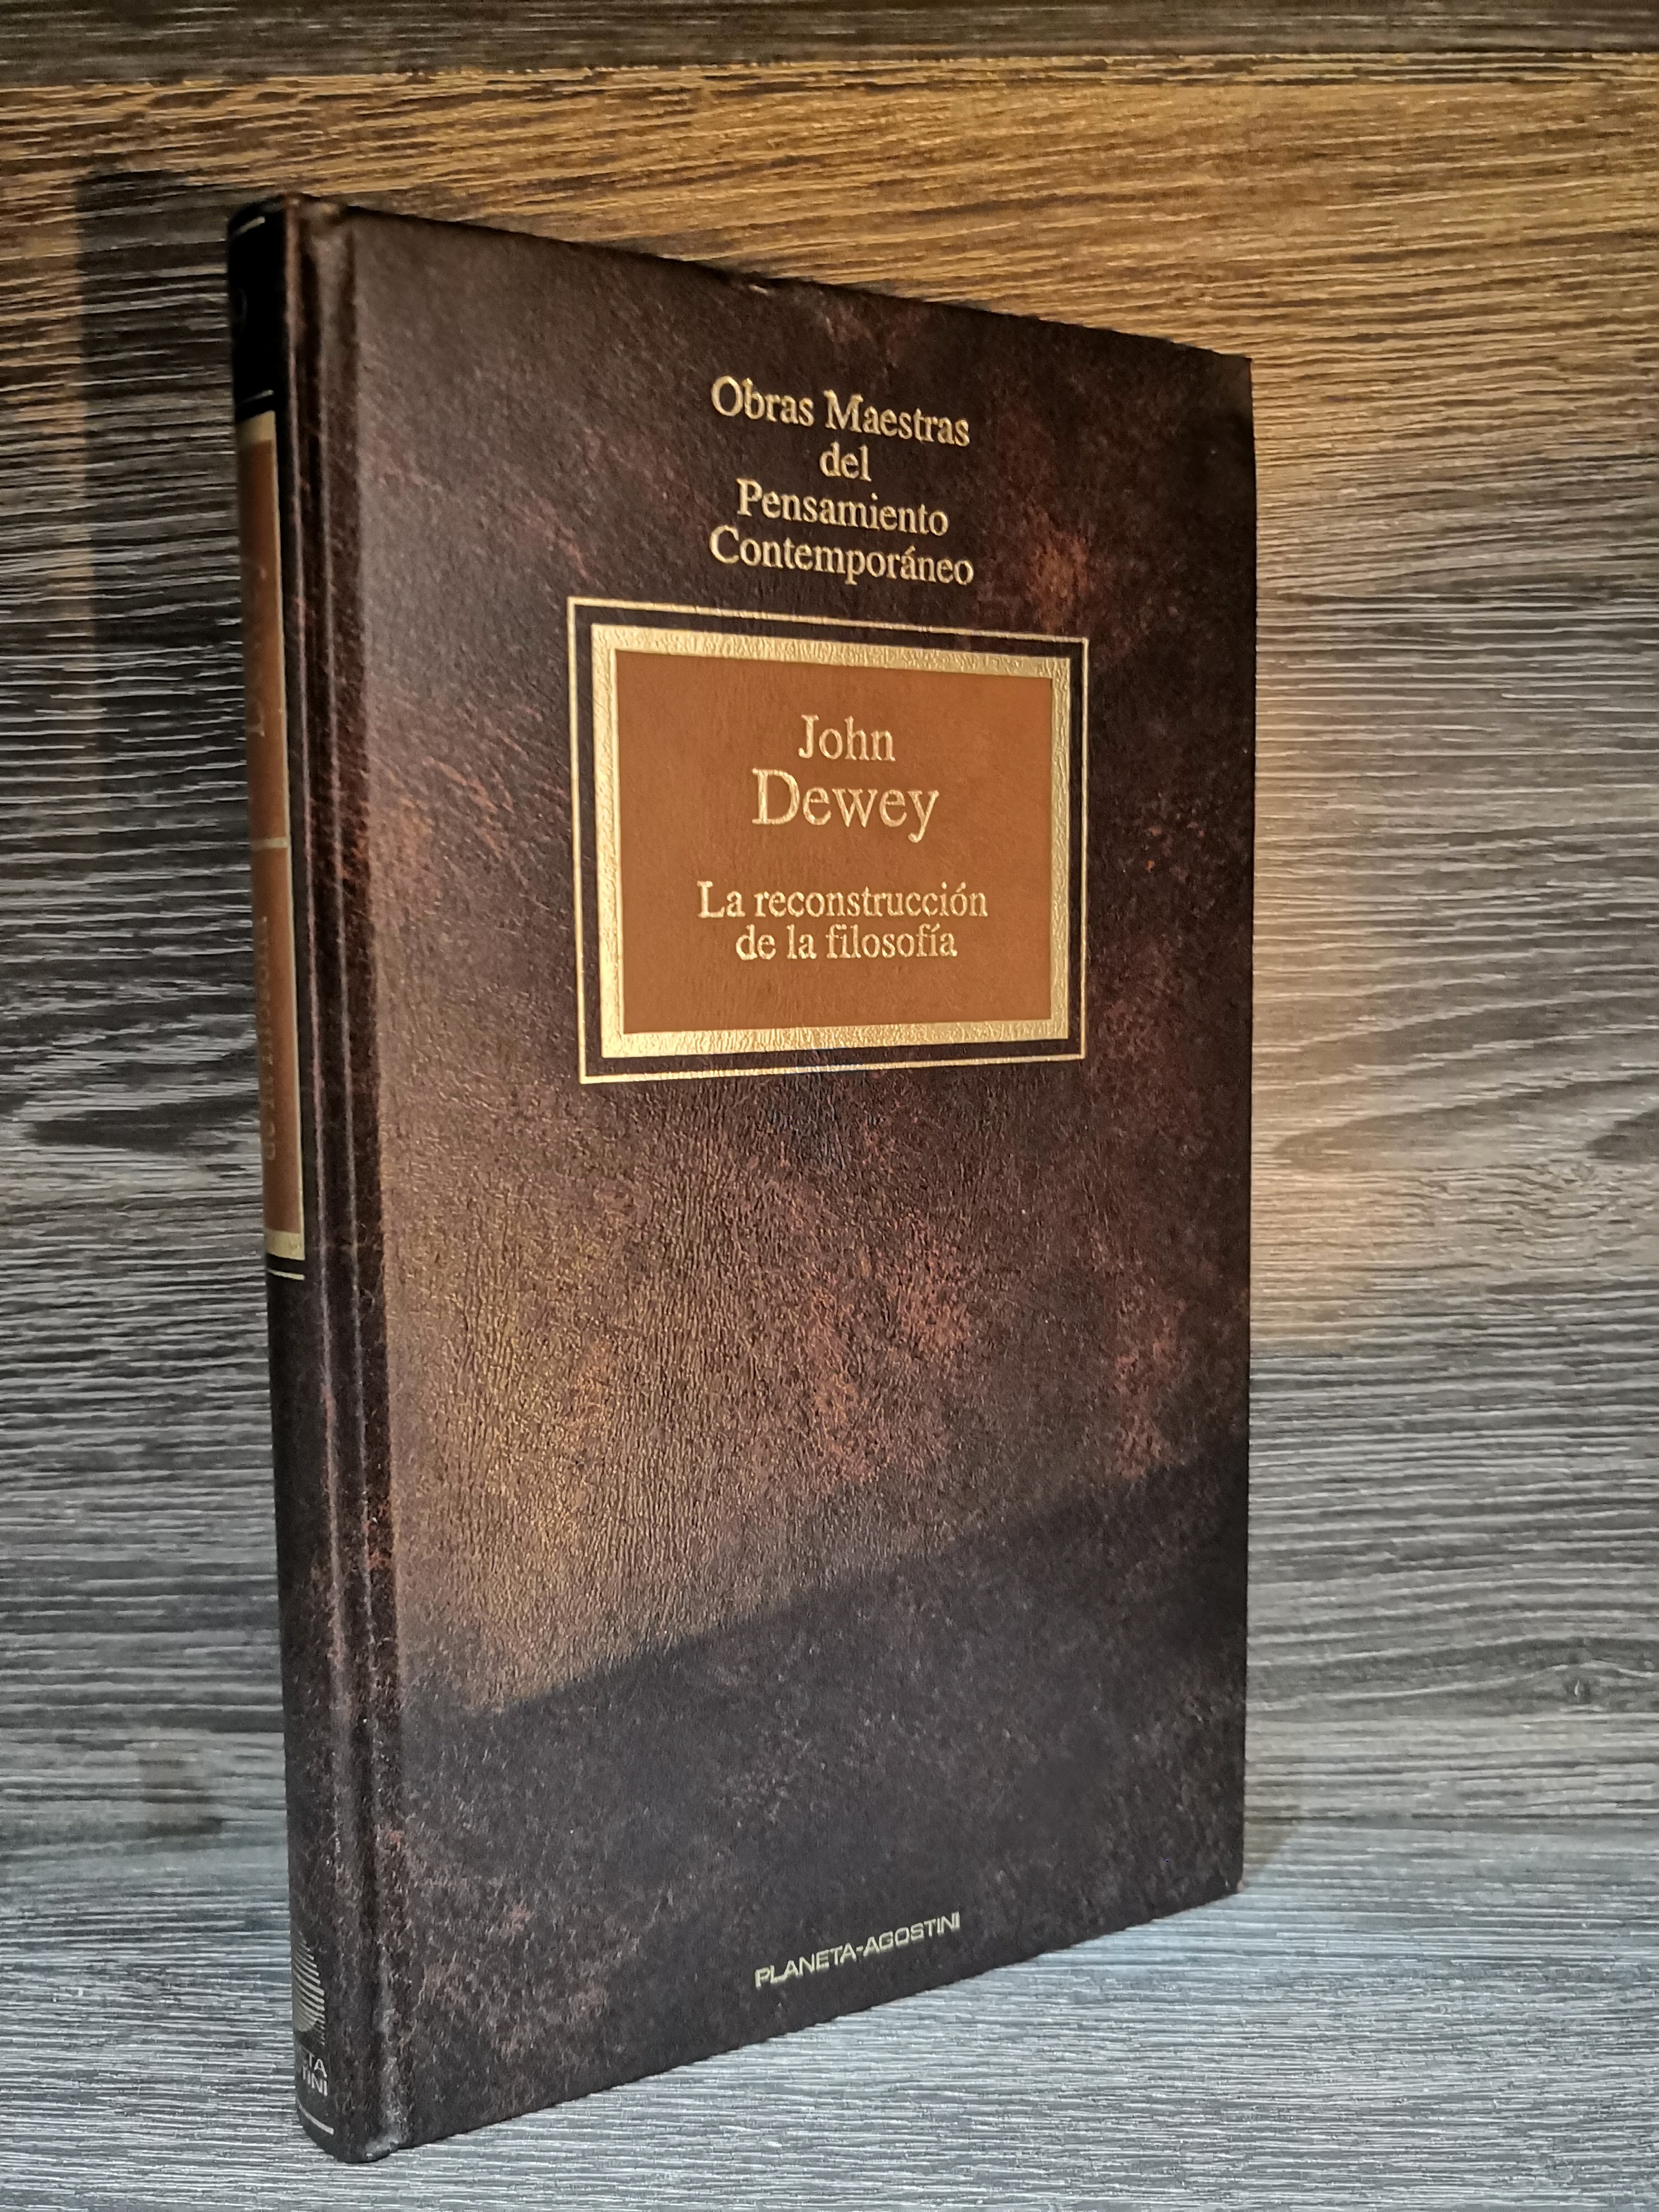 Obras Maestras
del
Pensamiento
Contemporáneo
John
Dewey
La reconstrucción
de la filosofía
PLANETA-AGOSTINI